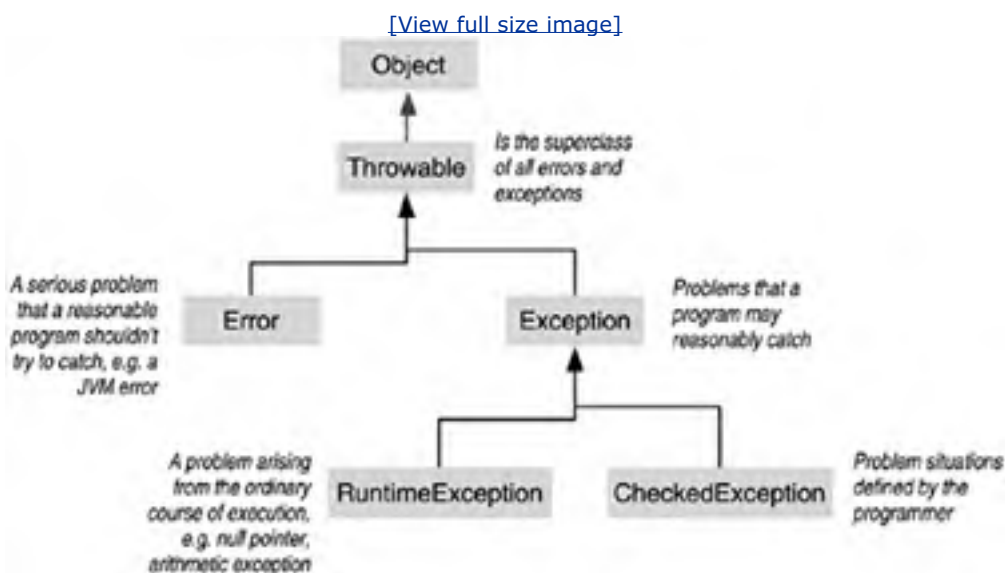 [View full size image]
Object
Throwable
Is the superclass
of all errors and
exceptions
A serious problem
that a reasonable
program shouldn't
try to catch, e.g. a
JVM error
Error
Exception
Problems that a
program may
reasonably catch
A problem arising
from the ordinary
course of execution,
e.g. null pointer,
arithmetic exception
RuntimeException
CheckedException
Problem situations
defined by the
programmer